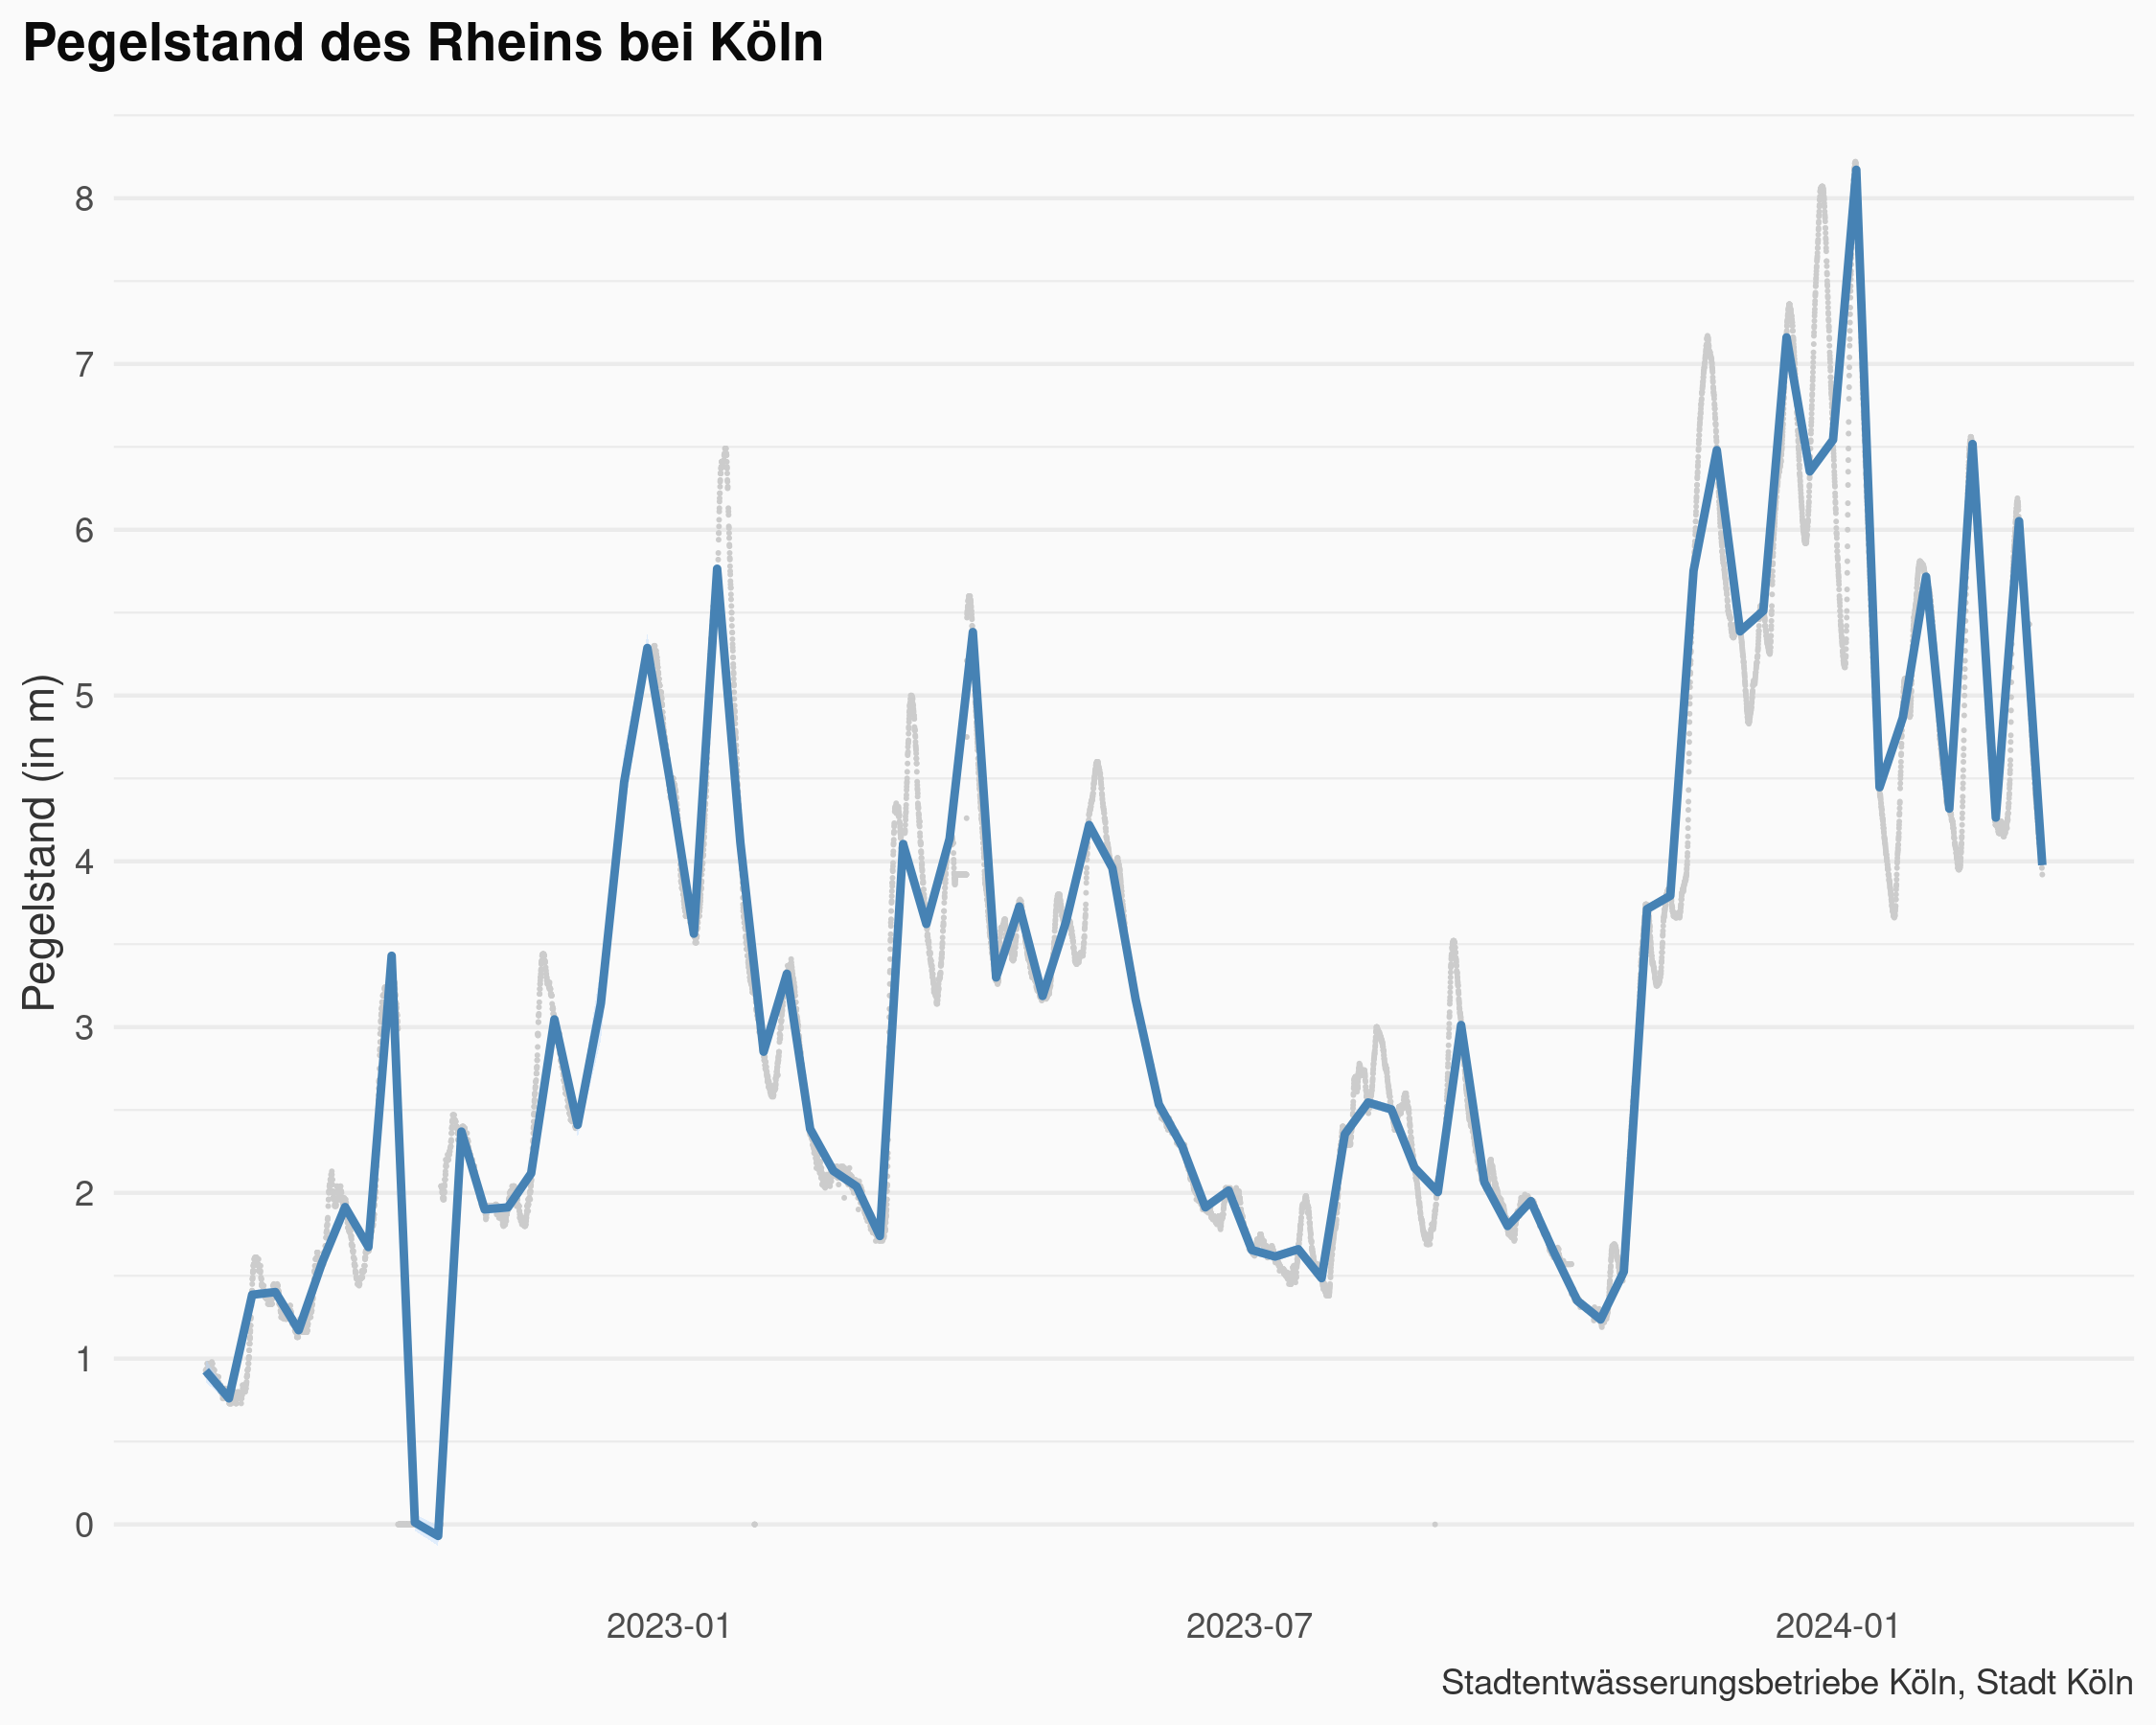 Pegelstand des Rheins bei Köln
Pegelstand (in m)
8
7
6
5
4
3
2
1
0
2023-01 2023-07 2024-01
Stadtentwässerungsbetriebe Köln, Stadt Köln